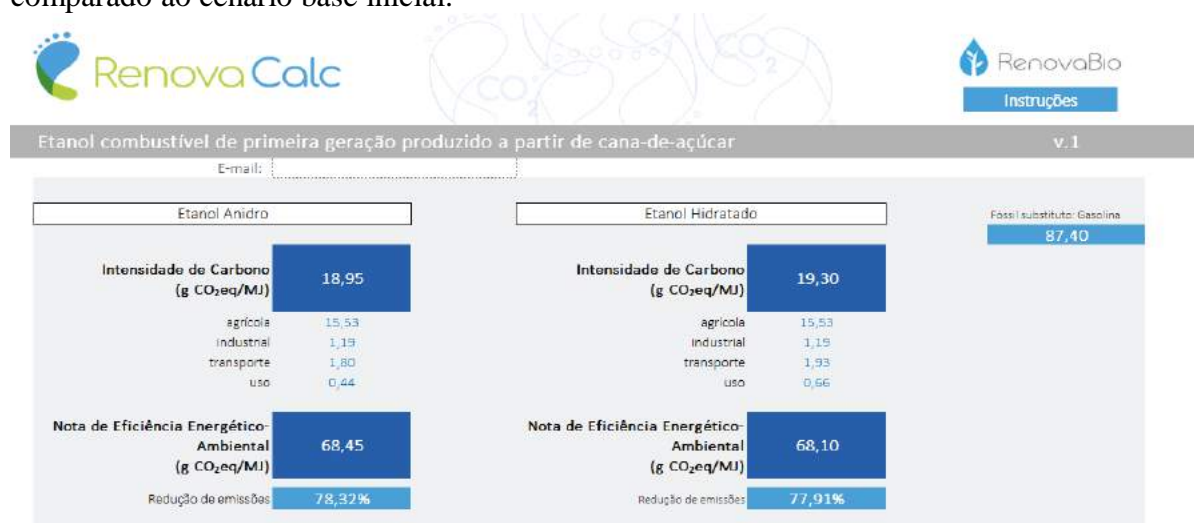 comparado ao cenário base inicial.
RenovaCalc
CO2
CO2
RenovaBio
Instruções
Etanol combustível de primeira geração produzido a partir de cana-de-açúcar v.1
E-mail:
Etanol Anidro
Etanol Hidratado
Fóssil substituto: Gasolina
87,40
Intensidade de Carbono
(g CO₂eq/MJ)
18,95
agrícola 15,53
industrial 1,19
transporte 1,80
uso 0,44
Intensidade de Carbono
(g CO₂eq/MJ)
19,30
agrícola 15,53
industrial 1,19
transporte 1,93
uso 0,66
Nota de Eficiência Energético-
Ambiental
(g CO₂eq/MJ)
68,45
Redução de emissões 78,32%
Nota de Eficiência Energético-
Ambiental
(g CO₂eq/MJ)
68,10
Redução de emissões 77,91%